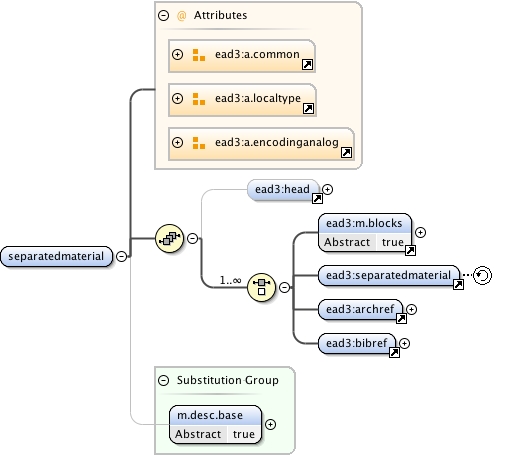 @ Attributes
ead3:a.common
ead3:a.localtype
ead3:a.encodinganalog
ead3:head
ead3:m.blocks
Abstract true
separatedmaterial
1..∞
ead3:separatedmaterial
ead3:archref
ead3:bibref
Substitution Group
m.desc.base
Abstract true